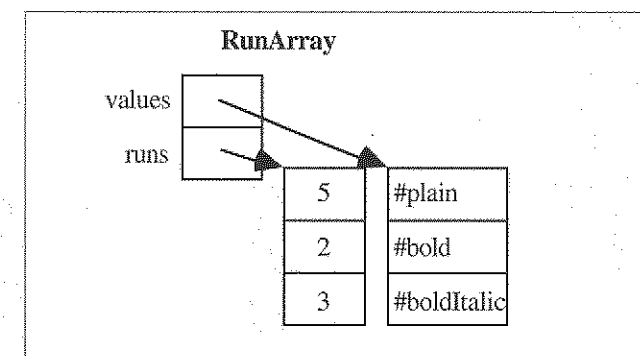 RunArray
values
runs
5 #plain
2 #bold
3 #boldItalic